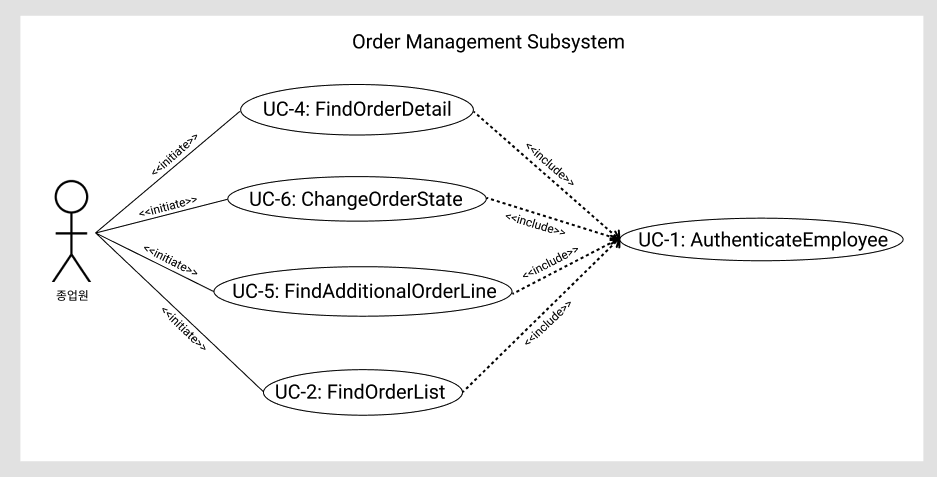 Order Management Subsystem
UC-4: FindOrderDetail
<<initiate>>
<<include>>
UC-6: ChangeOrderState
<<initiate>>
<<include>>
UC-1: AuthenticateEmployee
<<initiate>>
<<include>>
UC-5: FindAdditionalOrderLine
종업원
<<initiate>>
<<include>>
UC-2: FindOrderList